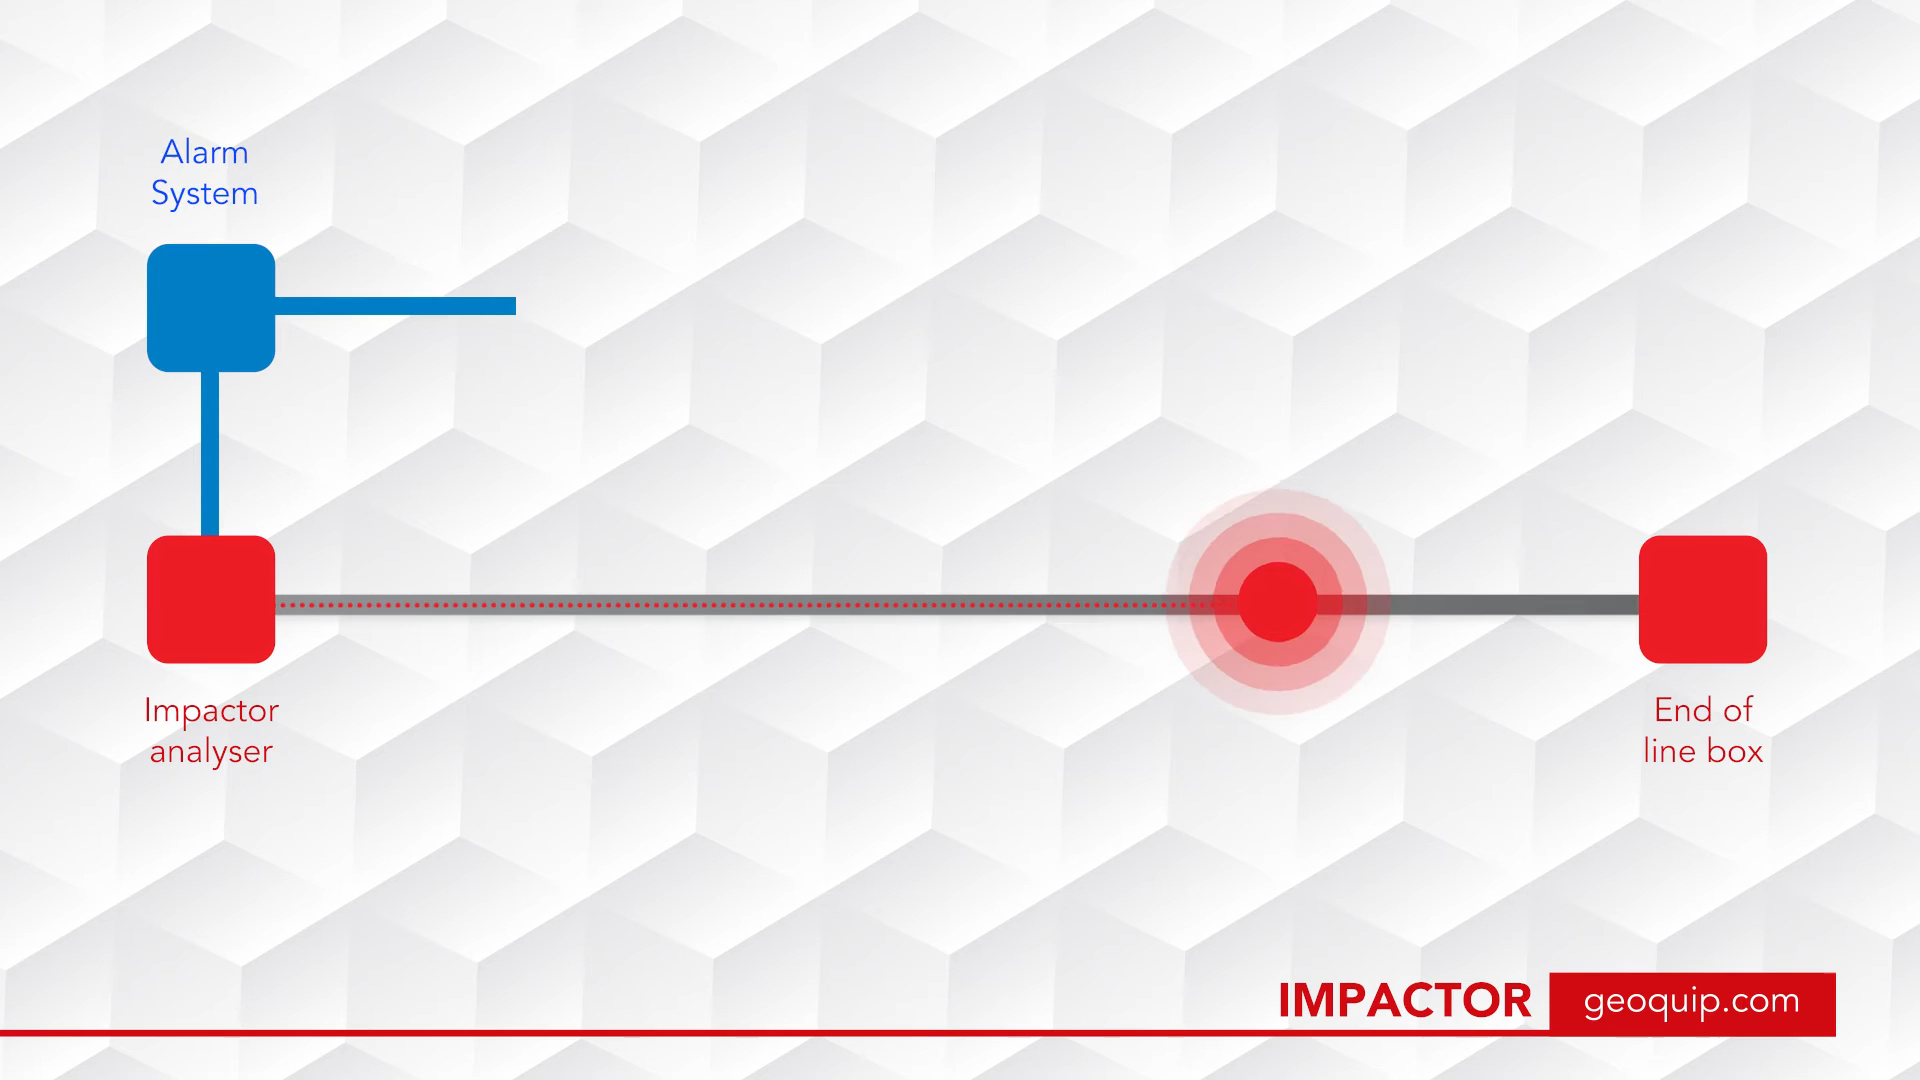 Alarm
System
Impactor
analyser
End of
line box
IMPACTOR
geoquip.com